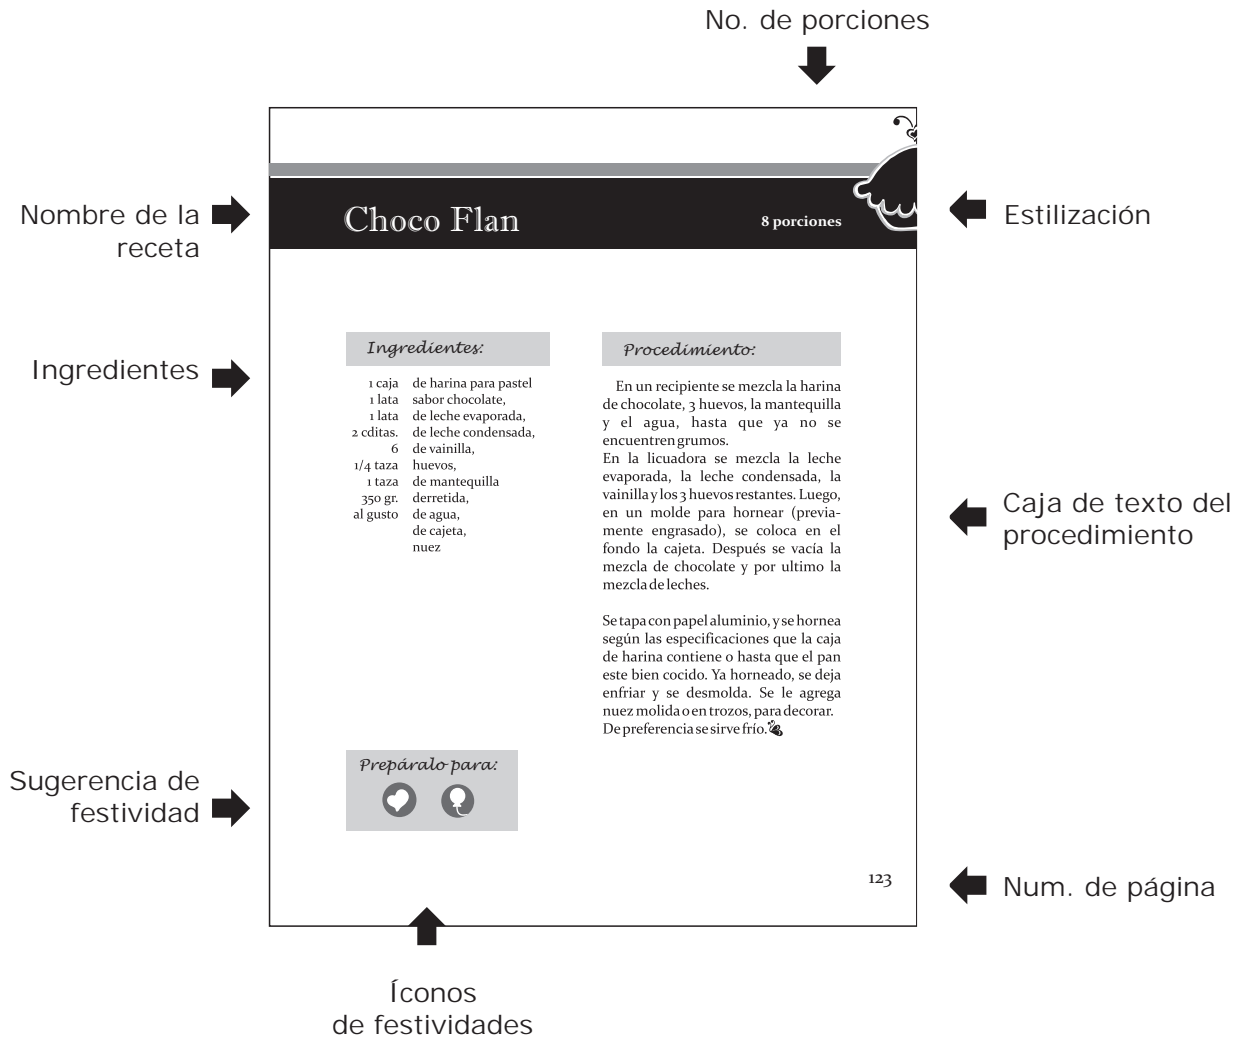 No. de porciones
Nombre de la
receta
Choco Flan
8 porciones
Estilización
Ingredientes
Ingredientes:
1 caja de harina para pastel
1 lata sabor chocolate,
1 lata de leche evaporada,
2 cditas. de leche condensada,
6 de vainilla,
1/4 taza huevos,
1 taza de mantequilla
350 gr. derretida,
al gusto de agua,
de cajeta,
nuez
Procedimiento:
En un recipiente se mezcla la harina
de chocolate, 3 huevos, la mantequilla
y el agua, hasta que ya no se
encuentren grumos.
En la licuadora se mezcla la leche
evaporada, la leche condensada, la
vainilla y los 3 huevos restantes. Luego,
en un molde para hornear (previa-
mente engrasado), se coloca en el
fondo la cajeta. Después se vacía la
mezcla de chocolate y por ultimo la
mezcla de leches.
Se tapa con papel aluminio, y se hornea
según las especificaciones que la caja
de harina contiene o hasta que el pan
este bien cocido. Ya horneado, se deja
enfriar y se desmolda. Se le agrega
nuez molida o en trozos, para decorar.
De preferencia se sirve frío.
Caja de texto del
procedimiento
Sugerencia de
festividad
Prepáralo para:
123
Num. de página
Íconos
de festividades